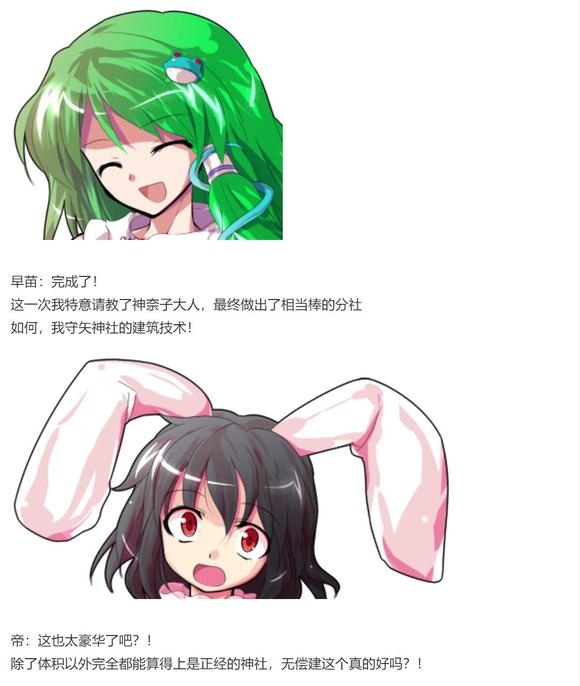 早苗：完成了！
这一次我特意请教了神奈子大人，最终做出了相当棒的分社
如何，我守矢神社的建筑技术！
帝：这也太豪华了吧？！
除了体积以外完全都能算得上是正经的神社，无偿建这个真的好吗？！